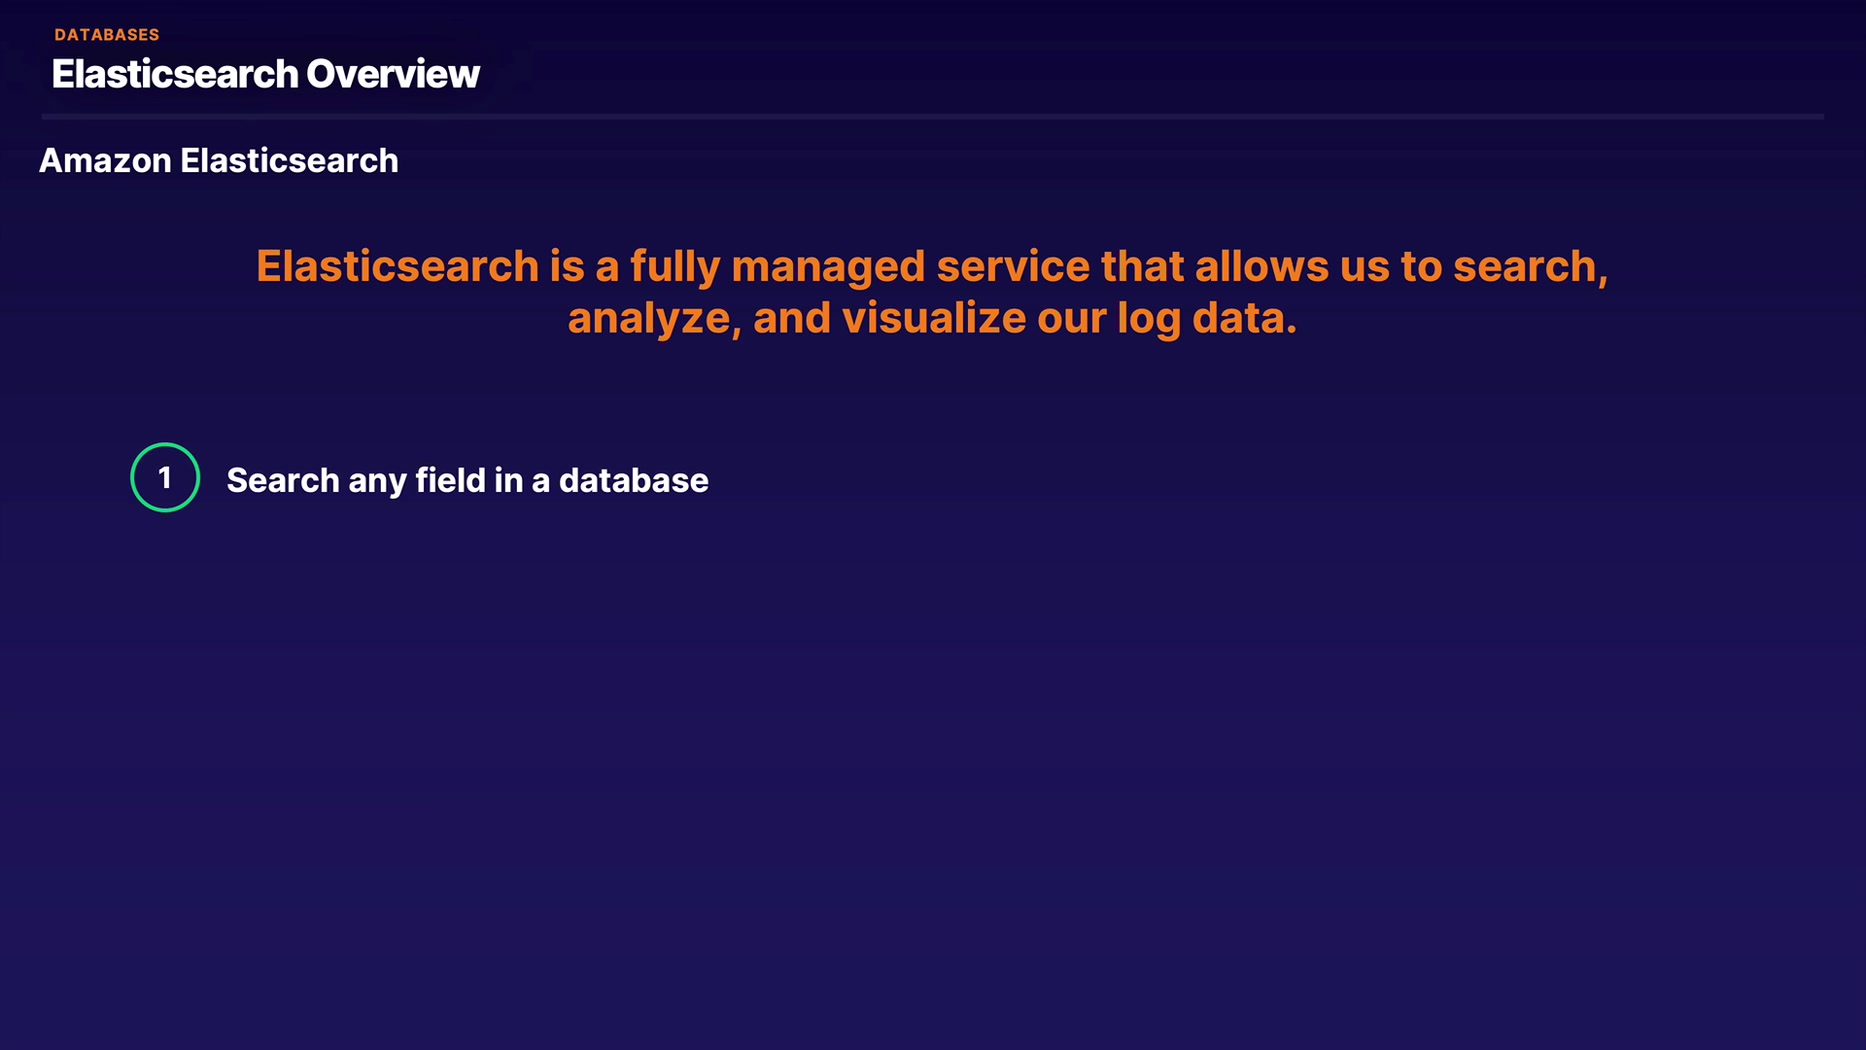 DATABASES
Elasticsearch Overview
Amazon Elasticsearch
Elasticsearch is a fully managed service that allows us to search,
analyze, and visualize our log data.
1 Search any field in a database